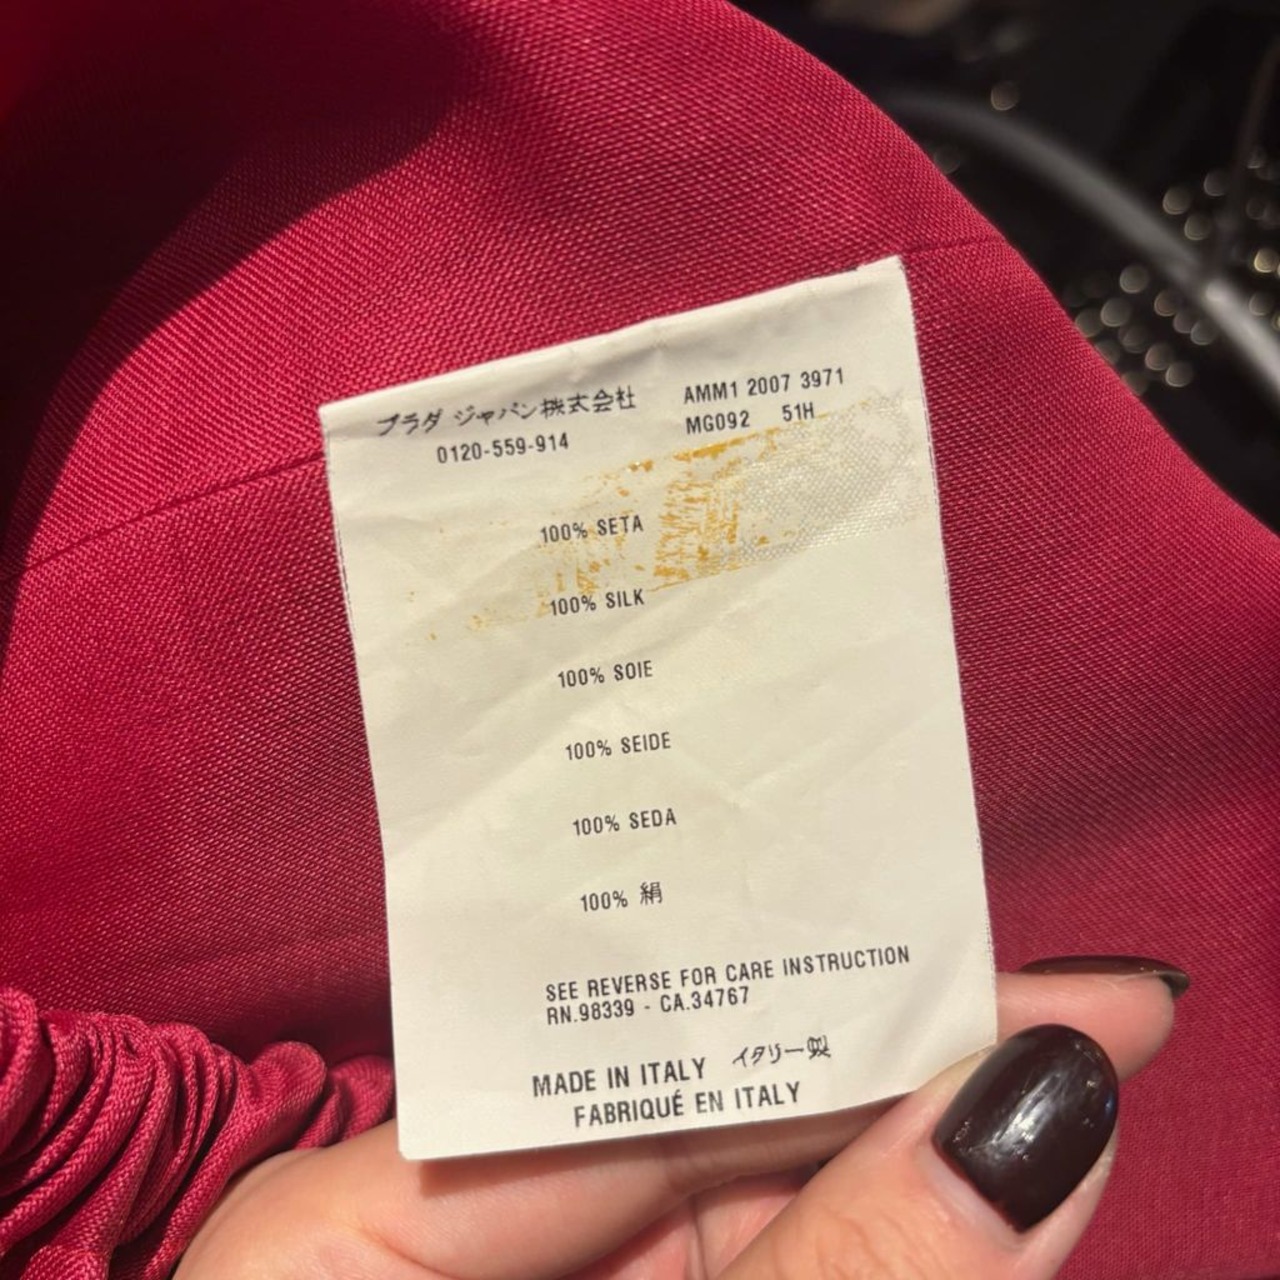 プラダ ジャパン株式会社 AMM1 2007 3971
0120-559-914 MG092 51H
100% SETA
100% SILK
100% SOIE
100% SEIDE
100% SEDA
100% 絹
SEE REVERSE FOR CARE INSTRUCTION
RN.98339 - CA.34767
MADE IN ITALY イタリー製
FABRIQUÉ EN ITALY